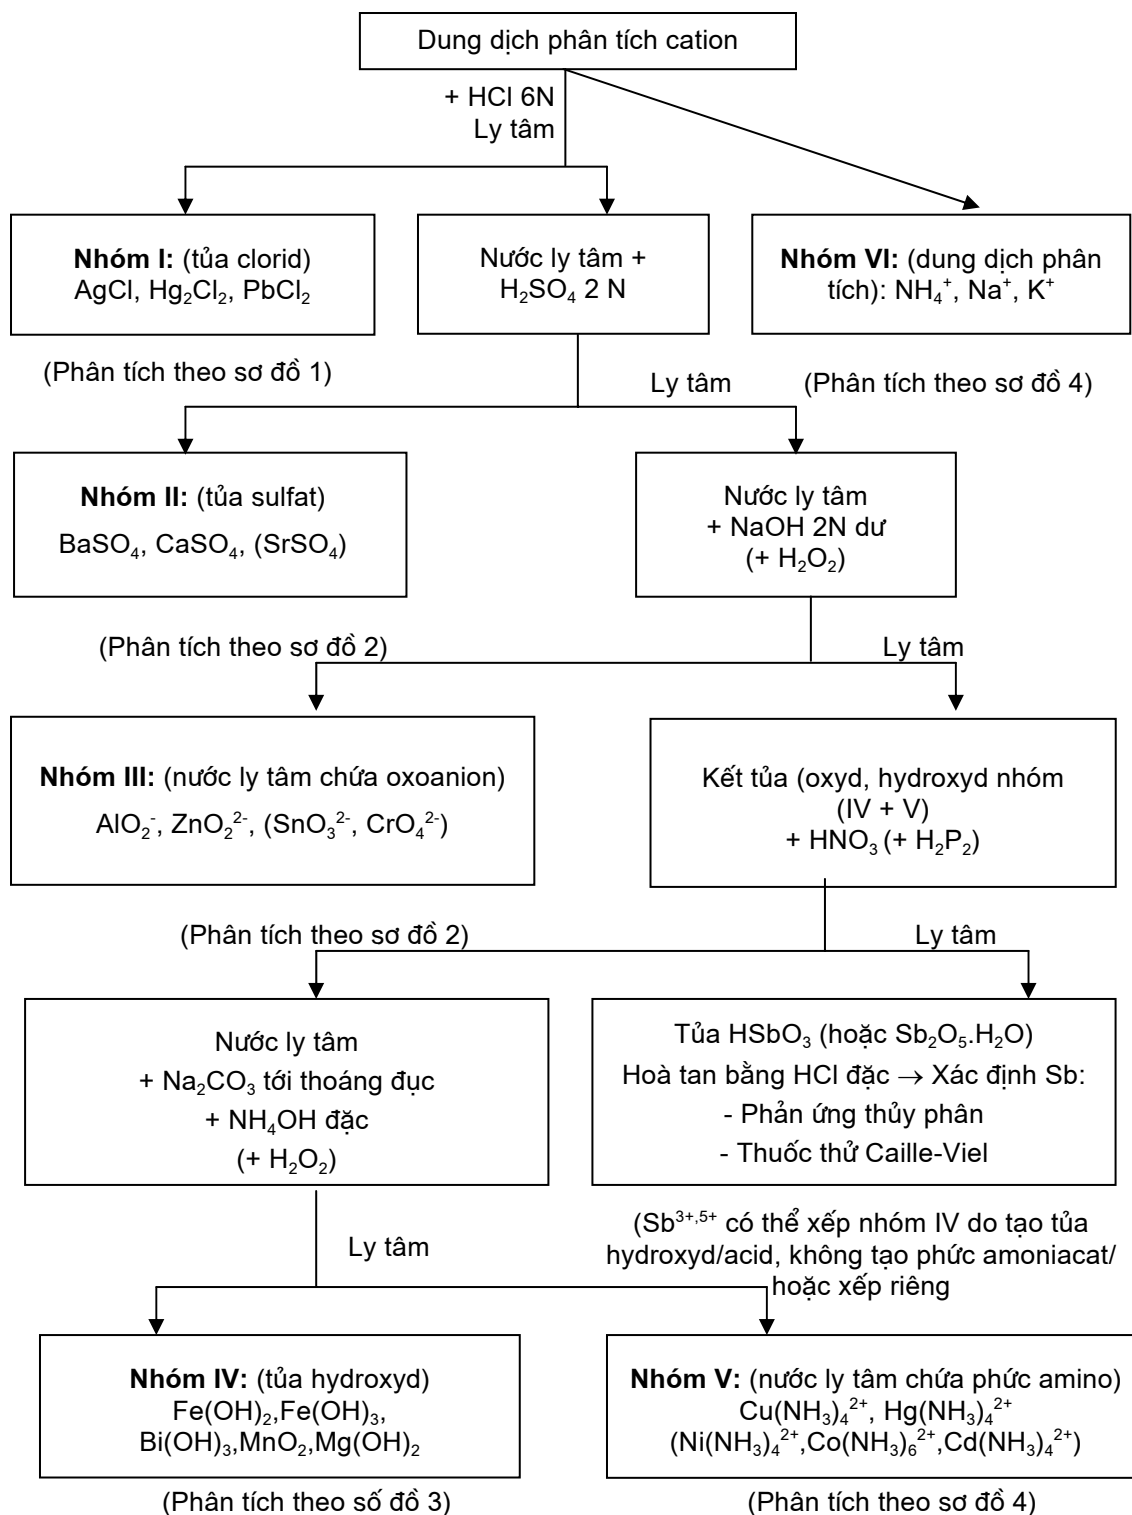 Dung dịch phân tích cation
+ HCl 6N
Ly tâm
Nhóm I: (tủa clorid)
AgCl, Hg₂Cl₂, PbCl₂
Nước ly tâm +
H₂SO₄ 2 N
Nhóm VI: (dung dịch phân
tích): NH₄⁺, Na⁺, K⁺
(Phân tích theo sơ đồ 1)
Ly tâm
(Phân tích theo sơ đồ 4)
Nhóm II: (tủa sulfat)
BaSO₄, CaSO₄, (SrSO₄)
Nước ly tâm
+ NaOH 2N dư
(+ H₂O₂)
(Phân tích theo sơ đồ 2)
Ly tâm
Nhóm III: (nước ly tâm chứa oxoanion)
AlO₂⁻, ZnO₂²⁻, (SnO₃²⁻, CrO₄²⁻)
Kết tủa (oxyd, hydroxyd nhóm
(IV + V)
+ HNO₃ (+ H₂P₂)
(Phân tích theo sơ đồ 2)
Ly tâm
Nước ly tâm
+ Na₂CO₃ tới thoáng đục
+ NH₄OH đặc
(+ H₂O₂)
Tủa HSbO₃ (hoặc Sb₂O₅.H₂O)
Hoà tan bằng HCl đặc → Xác định Sb:
- Phản ứng thủy phân
- Thuốc thử Caille-Viel
Ly tâm
(Sb³⁺,⁵⁺ có thể xếp nhóm IV do tạo tủa
hydroxyd/acid, không tạo phức amoniacat/
hoặc xếp riêng
Nhóm IV: (tủa hydroxyd)
Fe(OH)₂,Fe(OH)₃,
Bi(OH)₃,MnO₂,Mg(OH)₂
Nhóm V: (nước ly tâm chứa phức amino)
Cu(NH₃)₄²⁺, Hg(NH₃)₄²⁺
(Ni(NH₃)₄²⁺,Co(NH₃)₆²⁺,Cd(NH₃)₄²⁺)
(Phân tích theo số đồ 3)
(Phân tích theo sơ đồ 4)